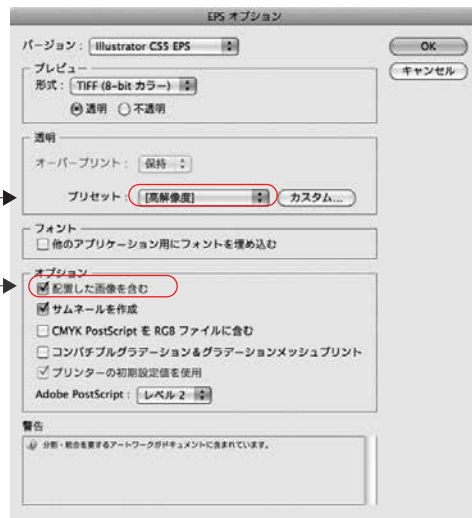 EPS オプション
バージョン： Illustrator CS5 EPS
OK
プレビュー
キャンセル
形式： TIFF (8-bit カラー)
透明 不透明
透明
オーバープリント： 保持
プリセット： [高解像度] カスタム...
フォント
他のアプリケーション用にフォントを埋め込む
オプション
配置した画像を含む
サムネールを作成
CMYK PostScript を RGB ファイルに含む
コンパチブルグラデーション＆グラデーションメッシュプリント
プリンターの初期設定値を使用
Adobe PostScript： レベル 2
警告
分割・統合を要するアートワークがドキュメントに含まれています。